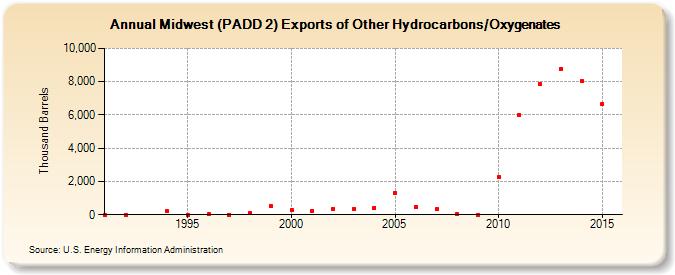 Annual Midwest (PADD 2) Exports of Other Hydrocarbons/Oxygenates
Thousand Barrels
10,000
8,000
6,000
4,000
2,000
0
1995 2000 2005 2010 2015
Source: U.S. Energy Information Administration